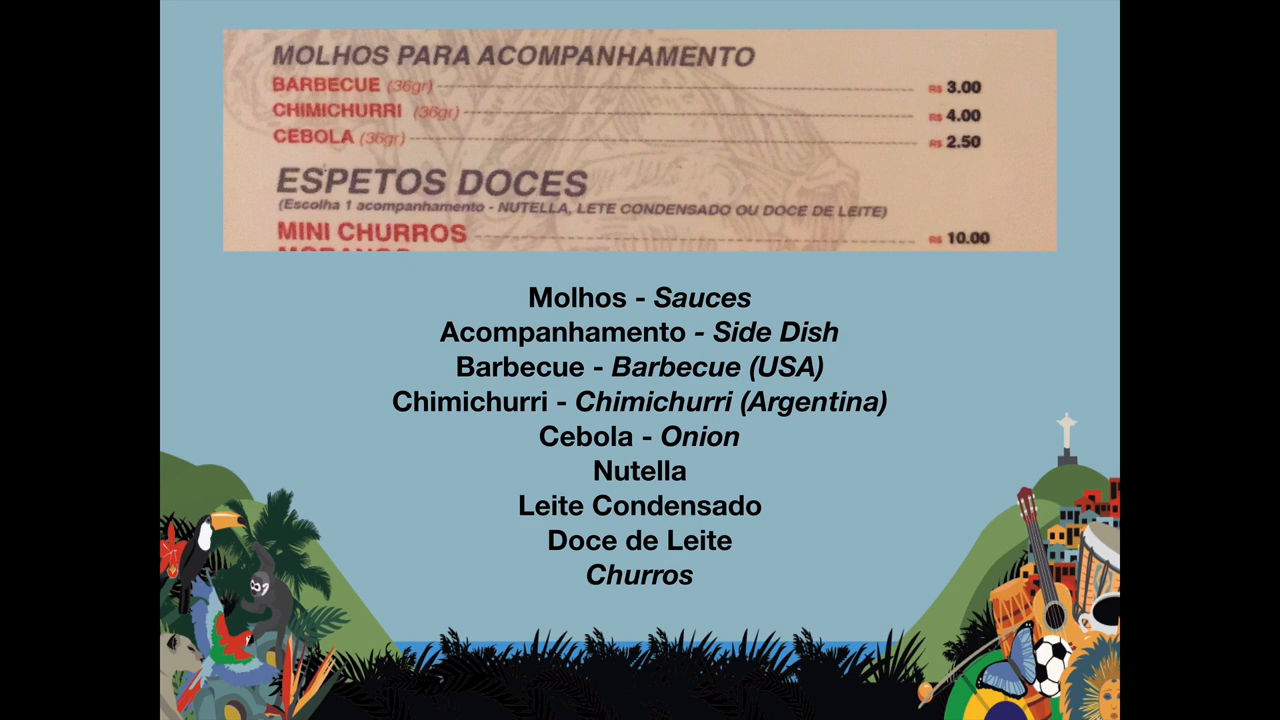 MOLHOS PARA ACOMPANHAMENTO
BARBECUE (36gr) R$ 3.00
CHIMICHURRI (36gr) R$ 4.00
CEBOLA (36gr) R$ 2.50
ESPETOS DOCES
(Escolha 1 acompanhamento - NUTELLA, LETE CONDENSADO OU DOCE DE LEITE)
MINI CHURROS R$ 10.00
Molhos - Sauces
Acompanhamento - Side Dish
Barbecue - Barbecue (USA)
Chimichurri - Chimichurri (Argentina)
Cebola - Onion
Nutella
Leite Condensado
Doce de Leite
Churros